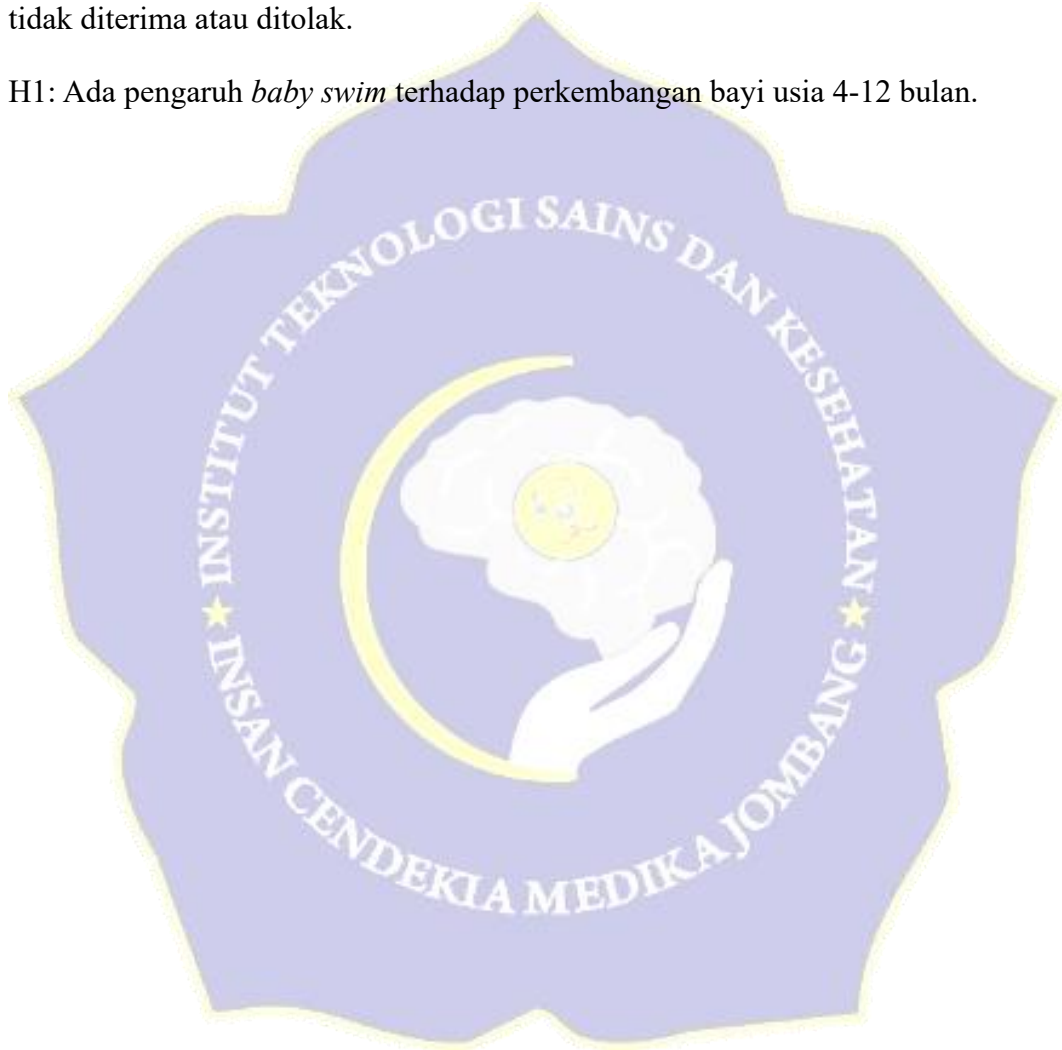 tidak diterima atau ditolak.
H1: Ada pengaruh baby swim terhadap perkembangan bayi usia 4-12 bulan.
INSTITUT TEKNOLOGI SAINS DAN KESEHATAN
INSAN CENDEKIA MEDIKA JOMBANG